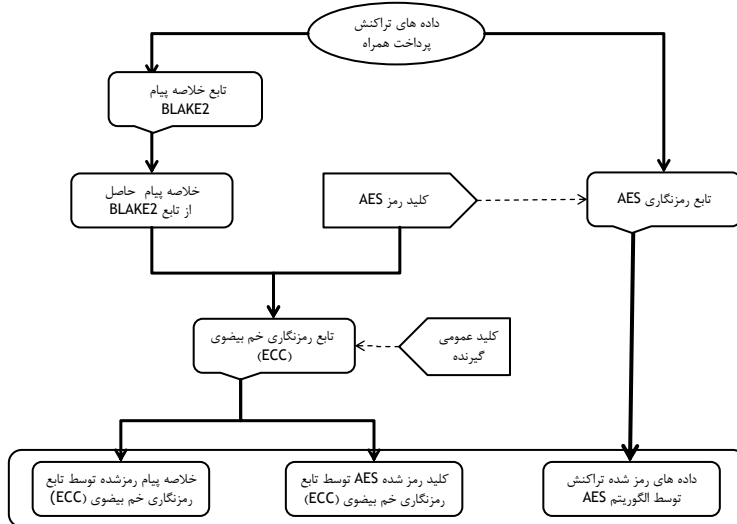 داده های تراکنش
پرداخت همراه
تابع خلاصه پیام
BLAKE2
خلاصه پیام حاصل
از تابع BLAKE2
کلید رمز AES
تابع رمزنگاری AES
تابع رمزنگاری خم بیضوی
(ECC)
کلید عمومی
گیرنده
خلاصه پیام رمزشده توسط تابع
رمزنگاری خم بیضوی (ECC)
کلید رمز شده AES توسط تابع
رمزنگاری خم بیضوی (ECC)
داده های رمز شده تراکنش
توسط الگوریتم AES